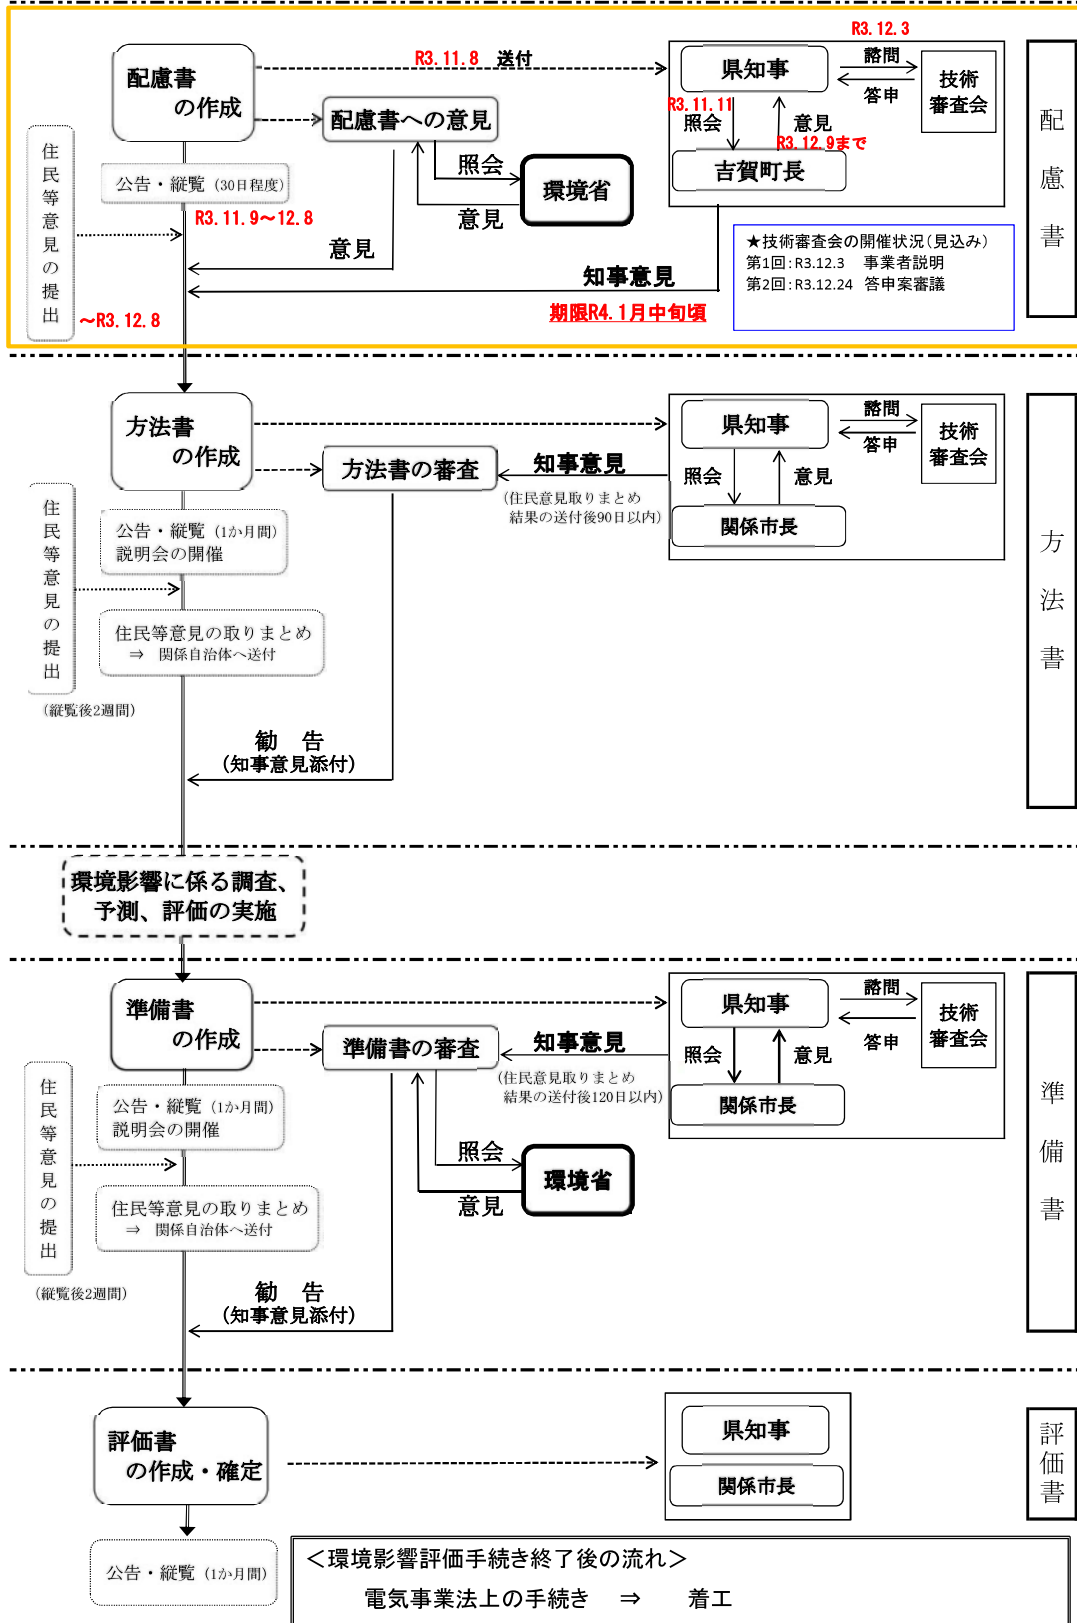 配慮書
の作成
R3.11.8 送付
R3.12.3
県知事
諮問
答申
技術
審査会
R3.11.11
照会
意見
R3.12.9まで
吉賀町長
配慮書への意見
照会
意見
環境省
住民等意見の提出
公告・縦覧 (30日程度)
R3.11.9～12.8
意見
知事意見
期限R4.1月中旬頃
～R3.12.8
★技術審査会の開催状況(見込み)
第1回:R3.12.3 事業者説明
第2回:R3.12.24 答申案審議
配慮書
方法書
の作成
県知事
諮問
答申
技術
審査会
照会
意見
関係市長
方法書の審査
知事意見
(住民意見取りまとめ
結果の送付後90日以内)
住民等意見の提出
(縦覧後2週間)
公告・縦覧 (1か月間)
説明会の開催
住民等意見の取りまとめ
⇒ 関係自治体へ送付
勧 告
(知事意見添付)
方法書
環境影響に係る調査、
予測、評価の実施
準備書
の作成
県知事
諮問
答申
技術
審査会
照会
意見
関係市長
準備書の審査
知事意見
(住民意見取りまとめ
結果の送付後120日以内)
照会
意見
環境省
住民等意見の提出
(縦覧後2週間)
公告・縦覧 (1か月間)
説明会の開催
住民等意見の取りまとめ
⇒ 関係自治体へ送付
勧 告
(知事意見添付)
準備書
評価書
の作成・確定
県知事
関係市長
評価書
公告・縦覧 (1か月間)
＜環境影響評価手続き終了後の流れ＞
電気事業法上の手続き ⇒ 着工